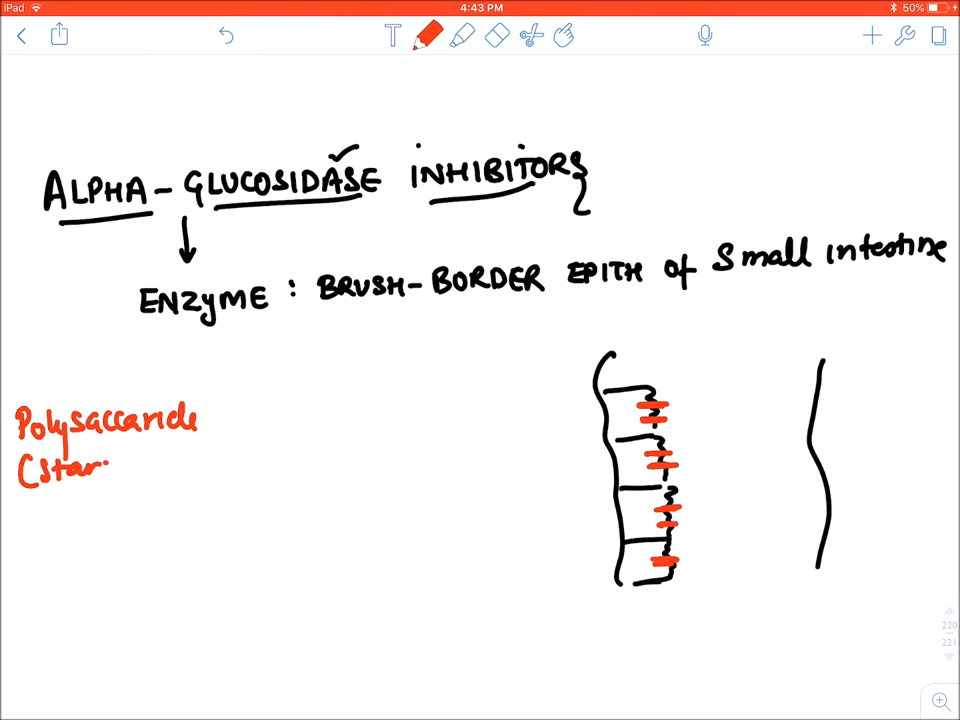 iPad 4:43 PM 50%
ALPHA - GLUCOSIDASE INHIBITORS
ENZYME : BRUSH-BORDER EPITH of Small intestine
Polysaccaride
(Star
220
221